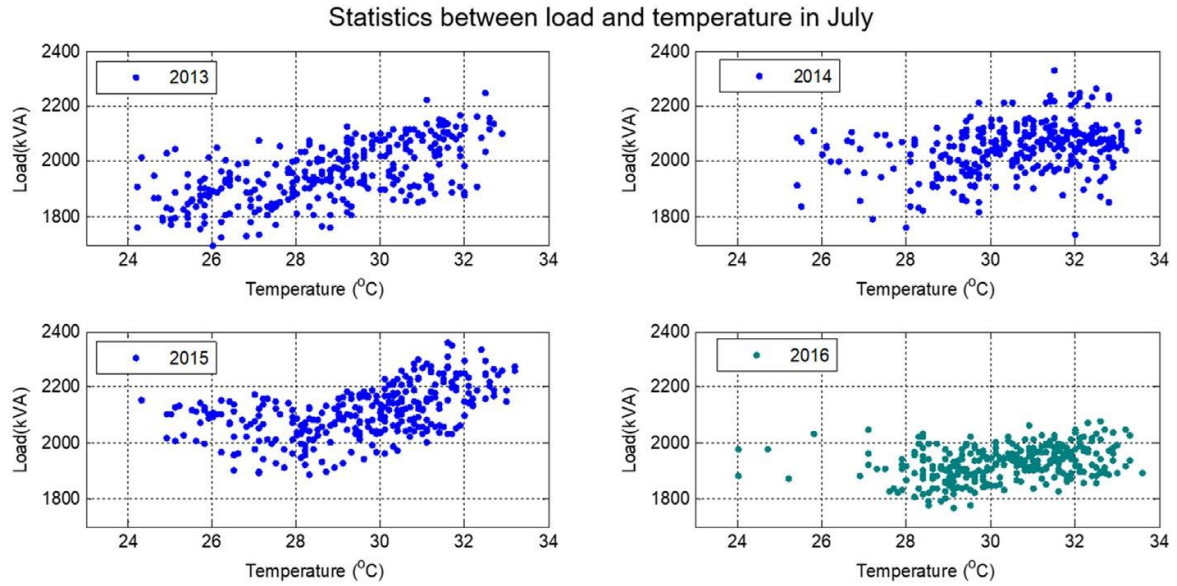 Statistics between load and temperature in July
2400
2200
2000
1800
Load(kVA)
2013
24 26 28 30 32 34
Temperature (°C)
2400
2200
2000
1800
Load(kVA)
2014
24 26 28 30 32 34
Temperature (°C)
2400
2200
2000
1800
Load(kVA)
2015
24 26 28 30 32 34
Temperature (°C)
2400
2200
2000
1800
Load(kVA)
2016
24 26 28 30 32 34
Temperature (°C)